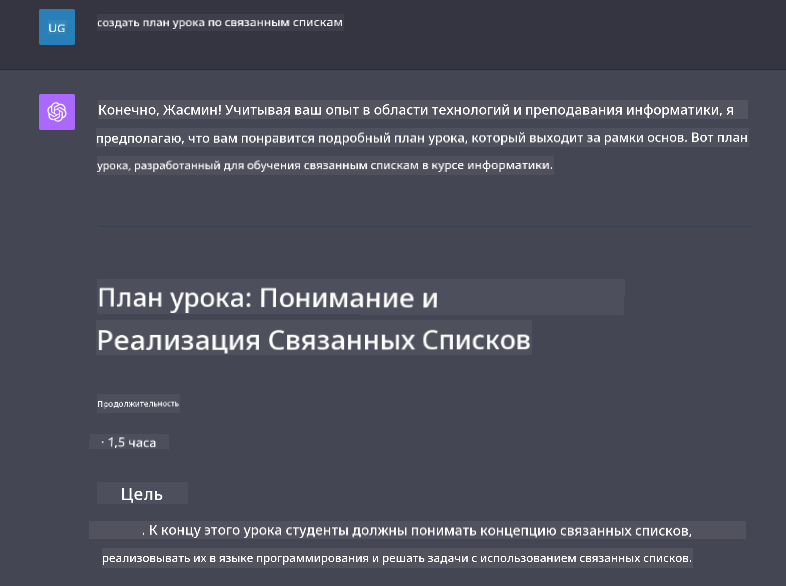 UG
создать план урока по связанным спискам
Конечно, Жасмин! Учитывая ваш опыт в области технологий и преподавания информатики, я
предполагаю, что вам понравится подробный план урока, который выходит за рамки основ. Вот план
урока, разработанный для обучения связанным спискам в курсе информатики.
План урока: Понимание и
Реализация Связанных Списков
Продолжительность
· 1,5 часа
Цель
. К концу этого урока студенты должны понимать концепцию связанных списков,
реализовывать их в языке программирования и решать задачи с использованием связанных списков.